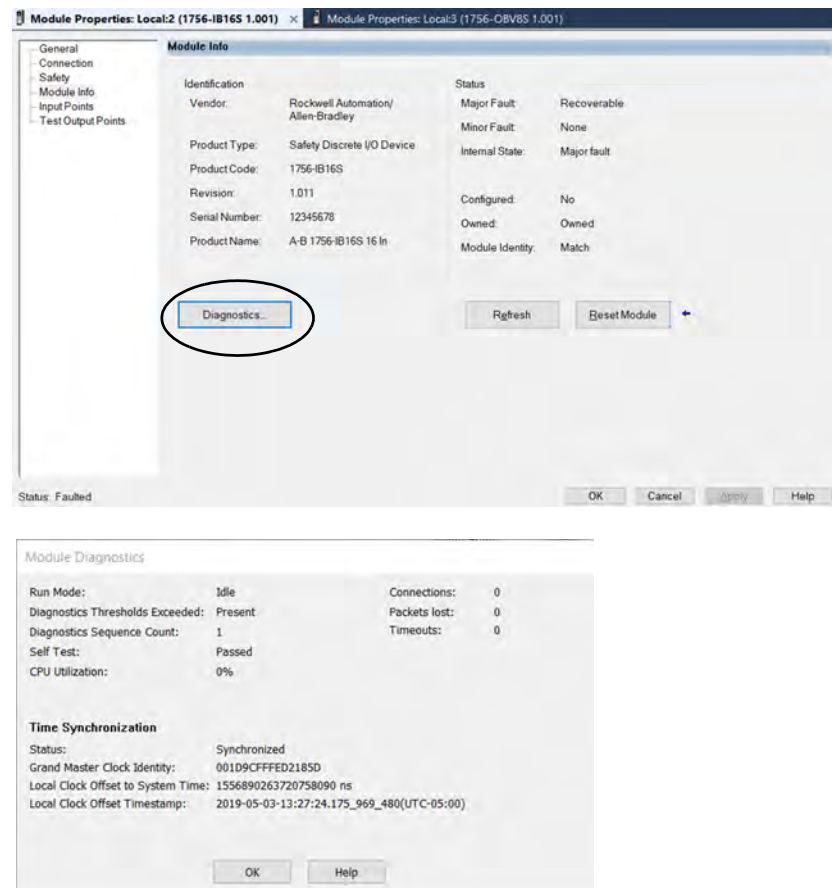 Module Properties: Local:2 (1756-IB16S 1.001) × Module Properties: Local:3 (1756-OBV8S 1.001)
General
Connection
Safety
Module Info
Input Points
Test Output Points
Module Info
Identification
Vendor: Rockwell Automation/
Allen-Bradley
Product Type: Safety Discrete I/O Device
Product Code: 1756-IB16S
Revision: 1.011
Serial Number: 12345678
Product Name: A-B 1756-IB16S 16 In
Status
Major Fault: Recoverable
Minor Fault: None
Internal State: Major fault
Configured: No
Owned: Owned
Module Identity: Match
Diagnostics...
Refresh
Reset Module
Status: Faulted
OK Cancel Apply Help
Module Diagnostics
Run Mode: Idle
Diagnostics Thresholds Exceeded: Present
Diagnostics Sequence Count: 1
Self Test: Passed
CPU Utilization: 0%
Connections: 0
Packets lost: 0
Timeouts: 0
Time Synchronization
Status: Synchronized
Grand Master Clock Identity: 001D9CFFFED2185D
Local Clock Offset to System Time: 1556890263720758090 ns
Local Clock Offset Timestamp: 2019-05-03-13:27:24.175_969_480(UTC-05:00)
OK Help